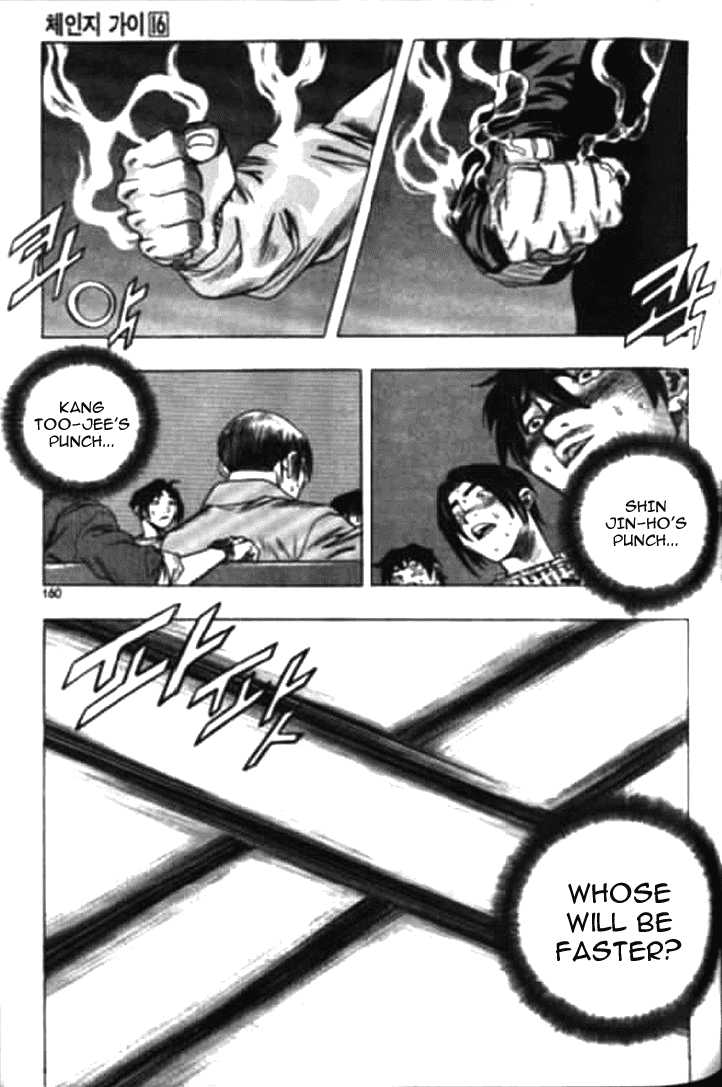 체인지 가이 16
콰악
콱
KANG
TOO-JEE'S
PUNCH...
SHIN
JIN-HO'S
PUNCH...
160
파파
WHOSE
WILL BE
FASTER?